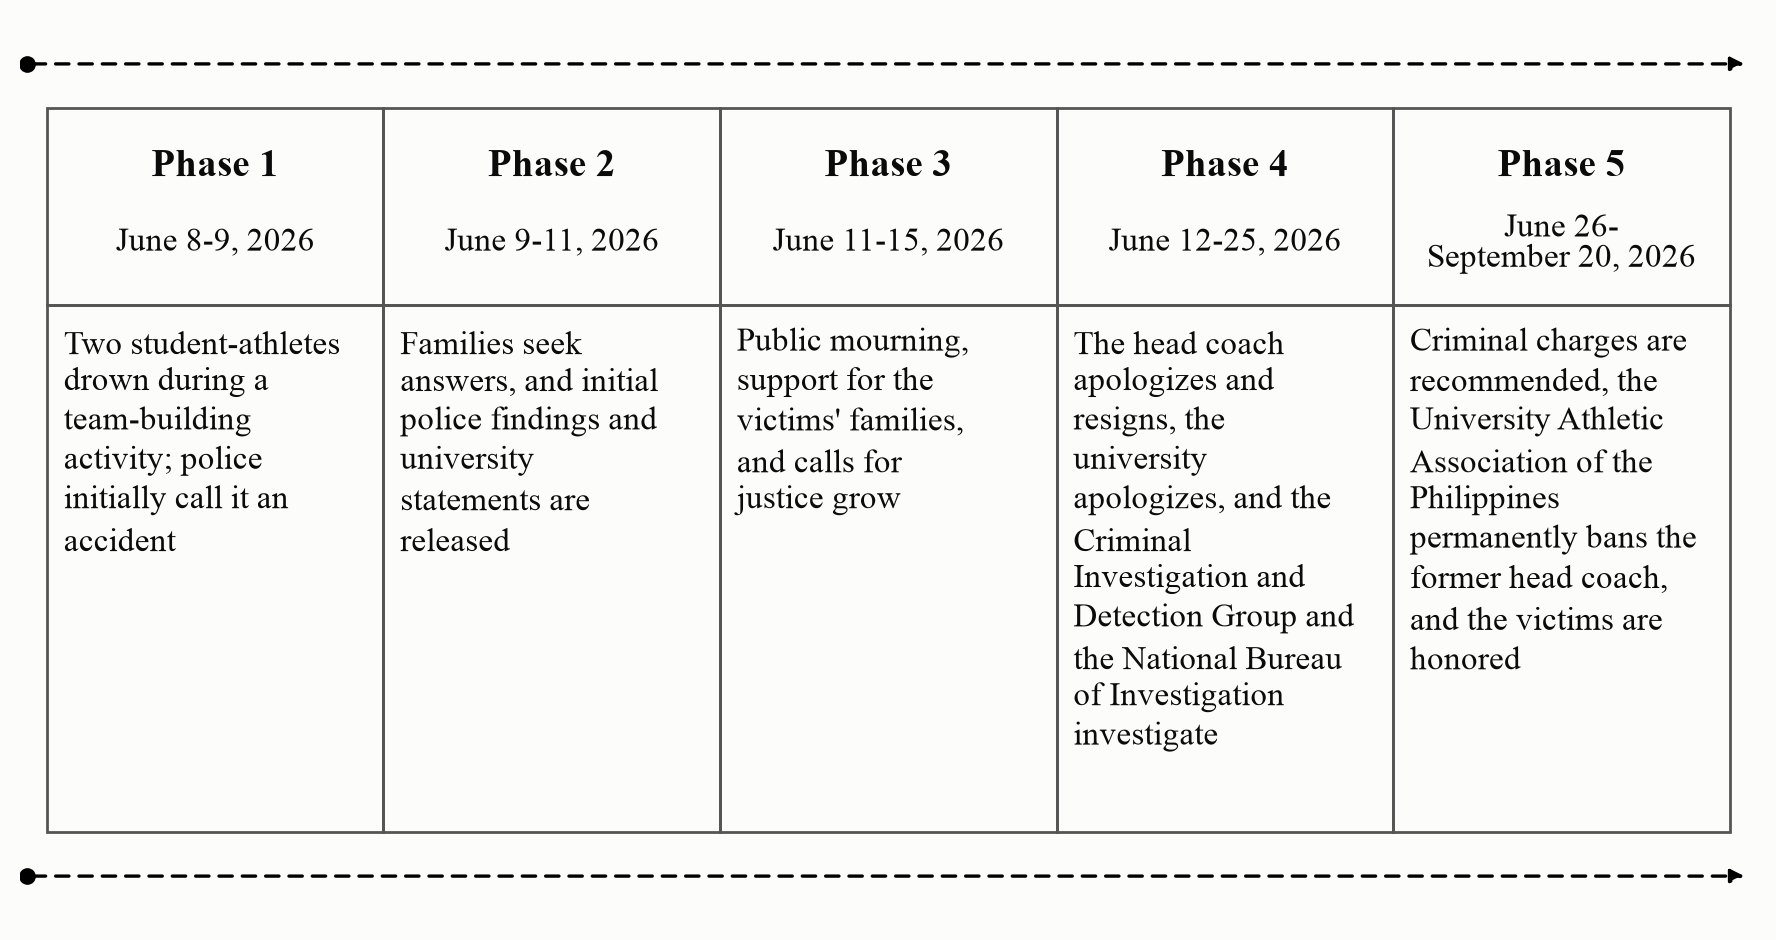 Phase 1
June 8-9, 2026
Two student-athletes
drown during a
team-building
activity; police
initially call it an
accident
Phase 2
June 9-11, 2026
Families seek
answers, and initial
police findings and
university
statements are
released
Phase 3
June 11-15, 2026
Public mourning,
support for the
victims' families,
and calls for
justice grow
Phase 4
June 12-25, 2026
The head coach
apologizes and
resigns, the
university
apologizes, and the
Criminal
Investigation and
Detection Group and
the National Bureau
of Investigation
investigate
Phase 5
June 26-
September 20, 2026
Criminal charges are
recommended, the
University Athletic
Association of the
Philippines
permanently bans the
former head coach,
and the victims are
honored